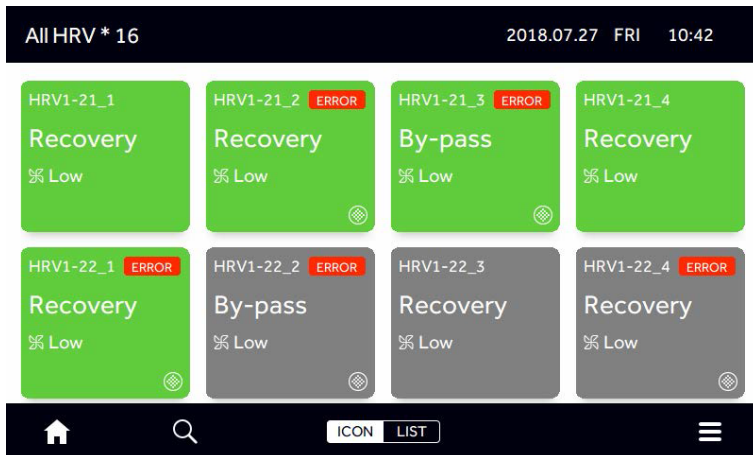 All HRV * 16 2018.07.27 FRI 10:42
HRV1-21_1
Recovery
Low
HRV1-21_2 ERROR
Recovery
Low
HRV1-21_3 ERROR
By-pass
Low
HRV1-21_4
Recovery
Low
HRV1-22_1 ERROR
Recovery
Low
HRV1-22_2 ERROR
By-pass
Low
HRV1-22_3
Recovery
Low
HRV1-22_4 ERROR
Recovery
Low
ICON LIST